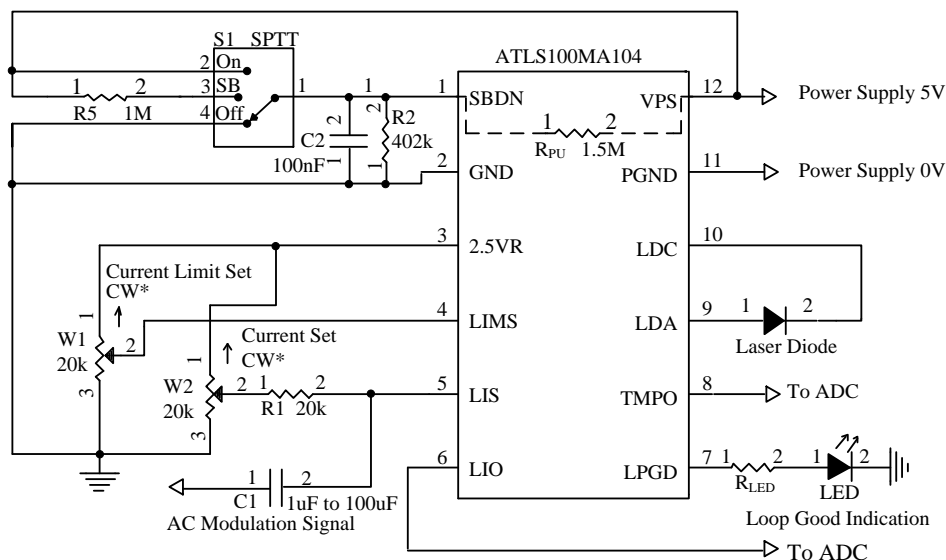 S1 SPTT
ATLS100MA104
2 On
3 SB
4 Off
1 2
R5 1M
1
1
1 SBDN
VPS 12
Power Supply 5V
2
C2
1
100nF
2
R2
402k
1
1 2
RPU 1.5M
2 GND
PGND 11
Power Supply 0V
3 2.5VR
LDC 10
Current Limit Set
CW*
1
W1
20k
2
3
4 LIMS
LDA 9
1 2
Laser Diode
Current Set
CW*
1
W2
20k
2
3
1 2
R1 20k
5 LIS
TMPO 8
To ADC
6 LIO
LPGD 7
1 2
RLED
1 2
LED
Loop Good Indication
1 2
C1 1uF to 100uF
AC Modulation Signal
To ADC